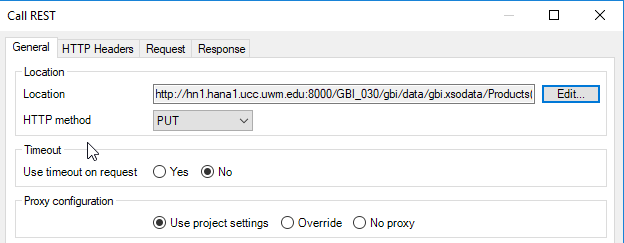 Call REST
General HTTP Headers Request Response
Location
Location http://hn1.hana1.ucc.uwm.edu:8000/GBI_030/gbi/data/gbi.xsodata/Products( Edit...
HTTP method PUT
Timeout
Use timeout on request Yes No
Proxy configuration
Use project settings Override No proxy